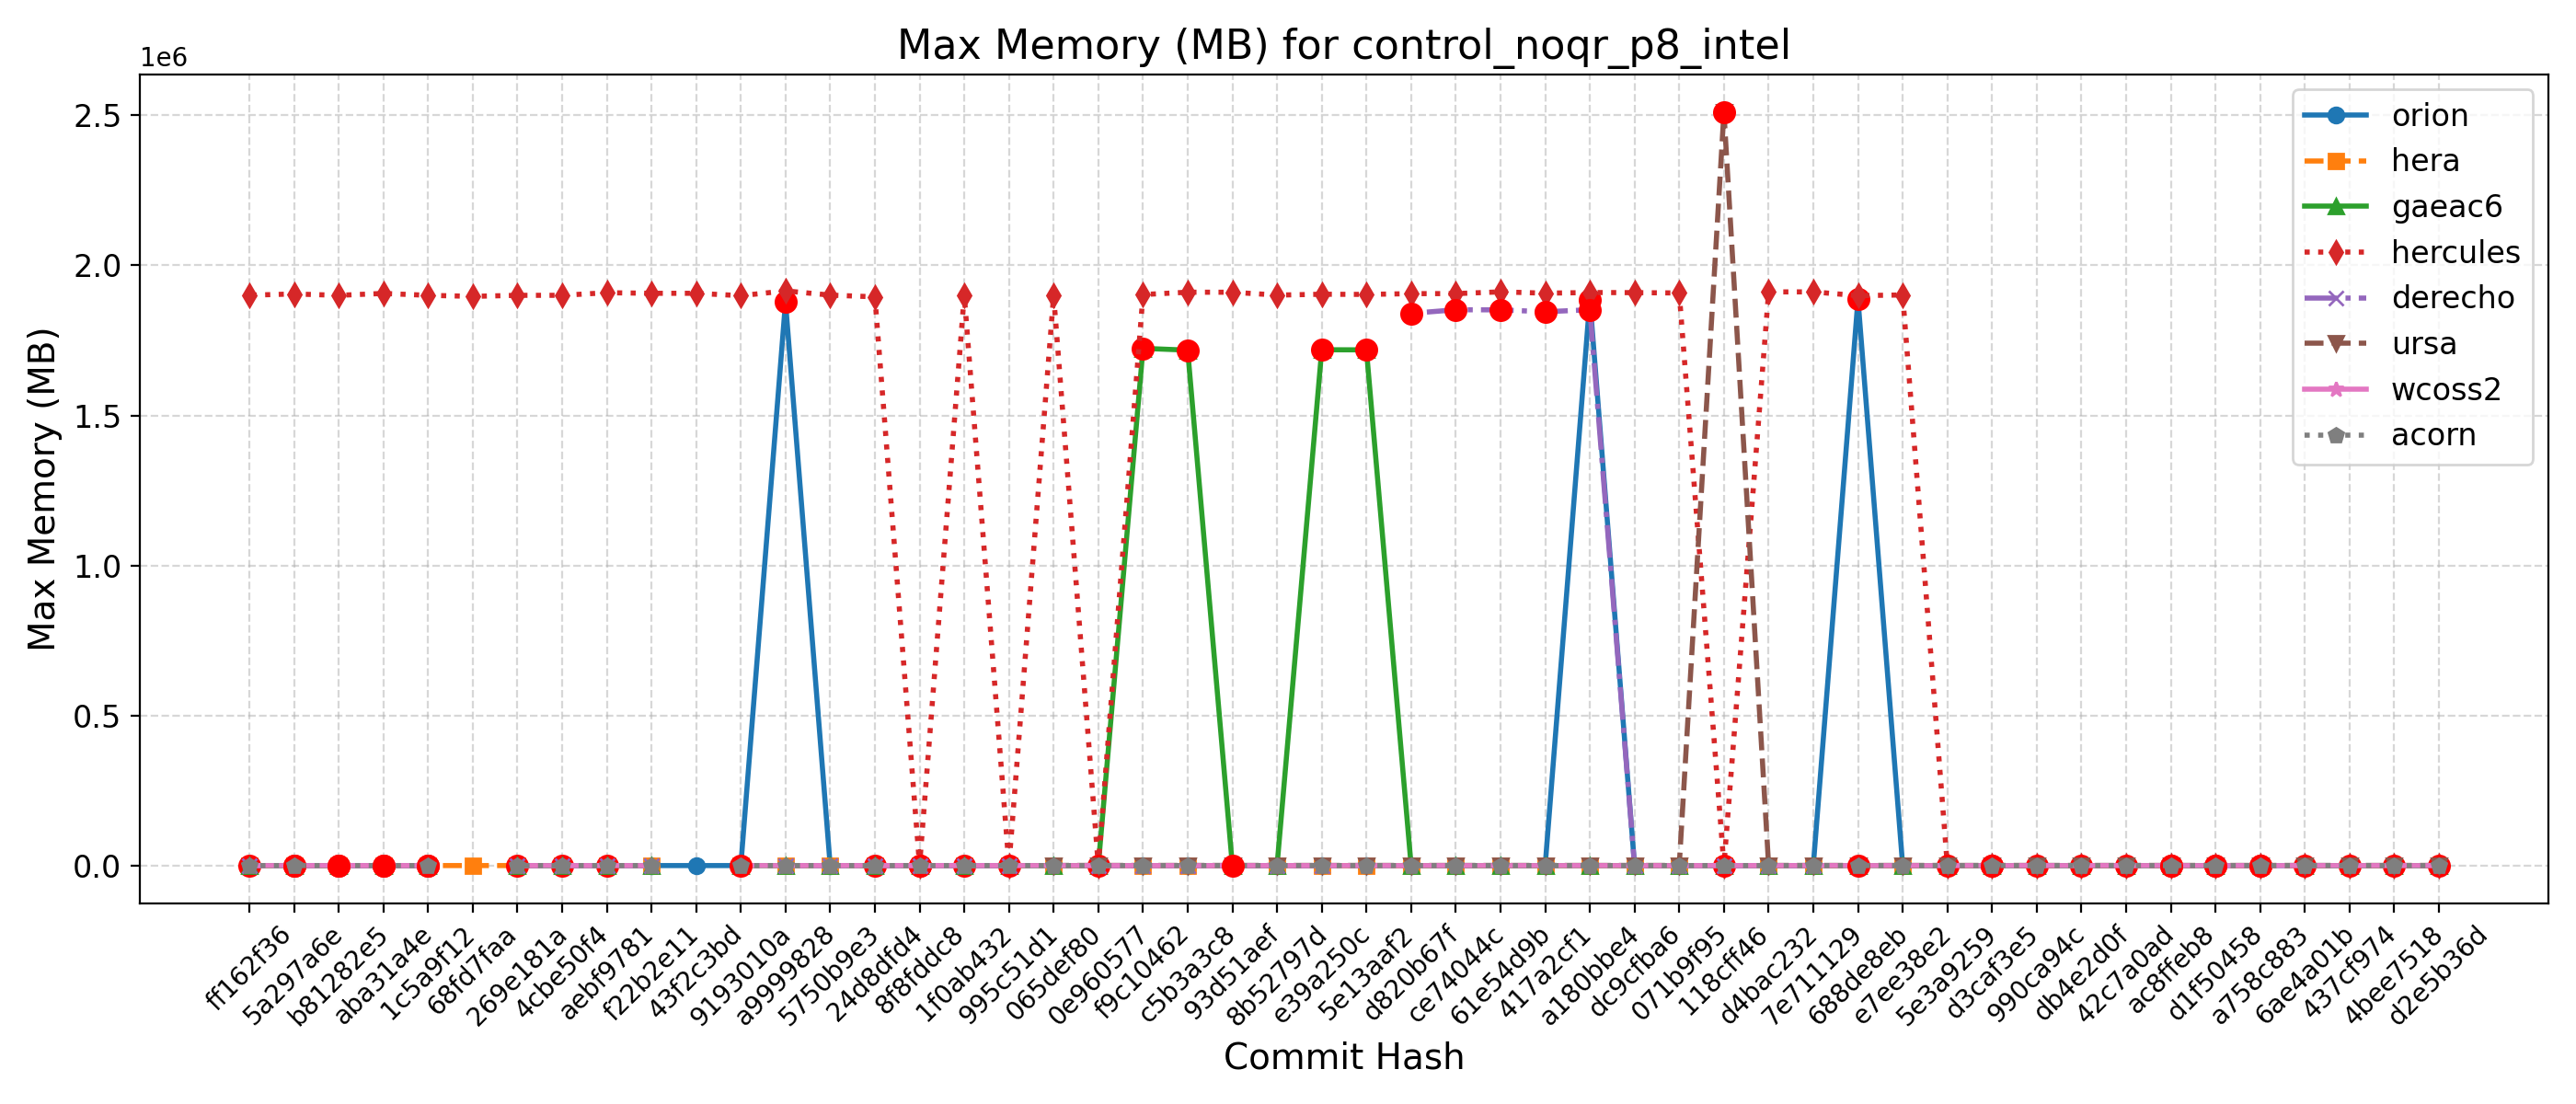 Max Memory (MB) for control_noqr_p8_intel
1e6
2.5
2.0
1.5
1.0
0.5
0.0
Max Memory (MB)
orion
hera
gaeac6
hercules
derecho
ursa
wcoss2
acorn
ff162f36
5a297a6e
b81282e5
aba31a4e
1c5a9f12
68fd7faa
269e181a
4cbe50f4
aebf9781
f22b2e11
43f2c3bd
9193010a
a9999828
5750b9e3
24d8dfd4
8f8fddc8
1f0ab432
995c51d1
065def80
0e960577
f9c10462
c5b3a3c8
93d51aef
8b52797d
e39a250c
5e13aaf2
d820b67f
ce74044c
61e54d9b
417a2cf1
a180bbe4
dc9cfba6
071b9f95
118cff46
d4bac232
7e711129
688de8eb
e7ee38e2
5e3a9259
d3caf3e5
990ca94c
db4e2d0f
42c7a0ad
ac8ffeb8
d1f50458
a758c883
6ae4a01b
437cf974
4bee7518
d2e5b36d
Commit Hash